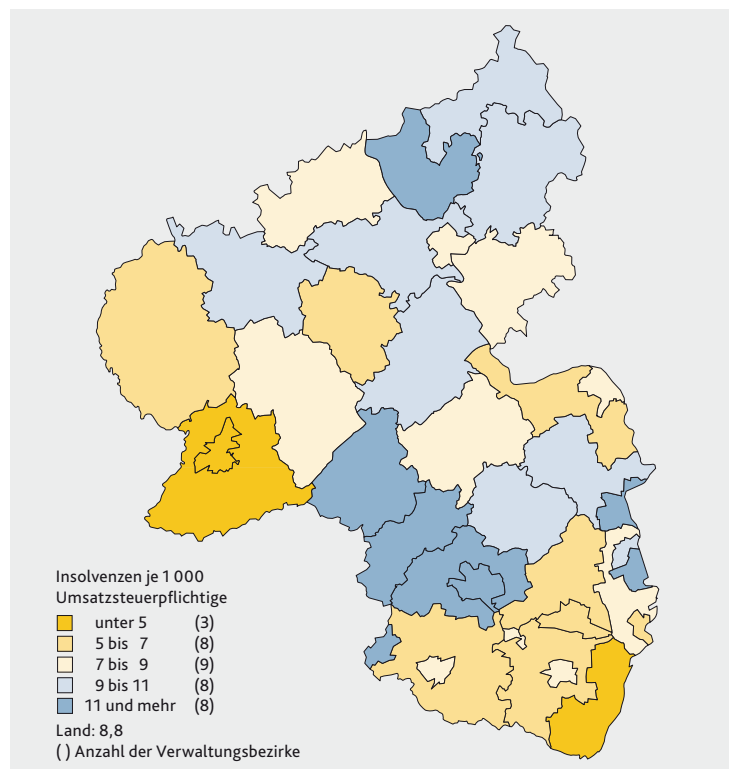 Insolvenzen je 1 000
Umsatzsteuerpflichtige
unter 5 (3)
5 bis 7 (8)
7 bis 9 (9)
9 bis 11 (8)
11 und mehr (8)
Land: 8,8
( ) Anzahl der Verwaltungsbezirke